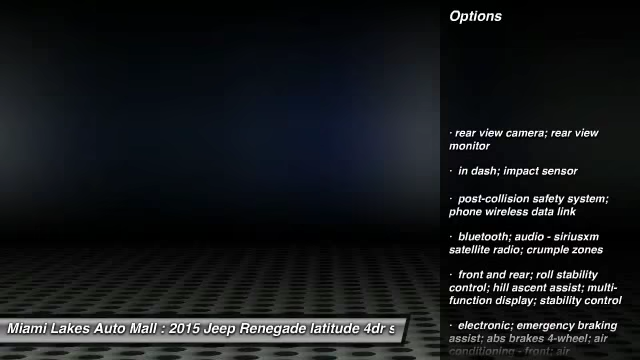 Options
· rear view camera; rear view
monitor
· in dash; impact sensor
· post-collision safety system;
phone wireless data link
· bluetooth; audio - siriusxm
satellite radio; crumple zones
· front and rear; roll stability
control; hill ascent assist; multi-
function display; stability control
· electronic; emergency braking
assist; abs brakes 4-wheel; air
conditioning - front; air
Miami Lakes Auto Mall : 2015 Jeep Renegade latitude 4dr s